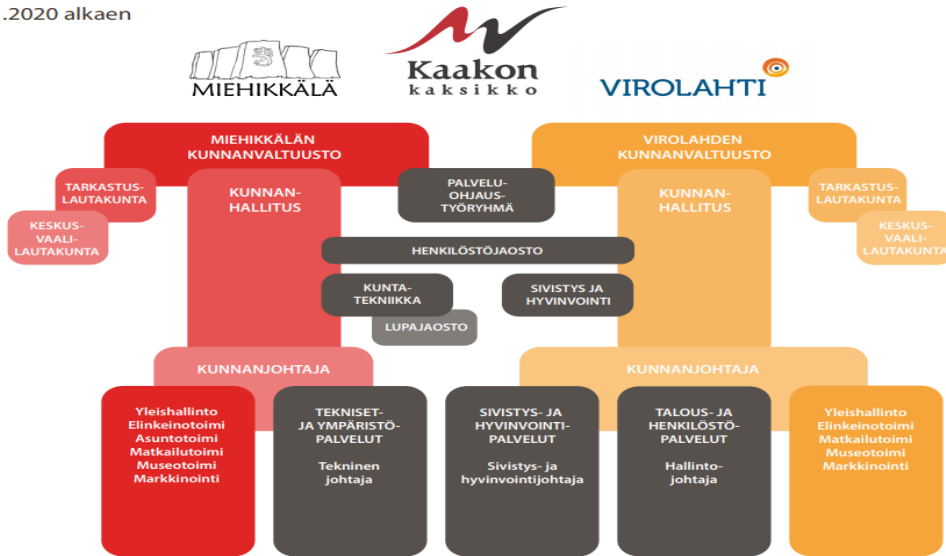 .2020 alkaen
MIEHIKKÄLÄ
Kaakon
kaksikko
VIROLAHTI
MIEHIKKÄLÄN
KUNNANVALTUUSTO
VIROLAHDEN
KUNNANVALTUUSTO
TARKASTUS-
LAUTAKUNTA
KESKUS-
VAALI-
LAUTAKUNTA
KUNNAN-
HALLITUS
PALVELU-
OHJAUS-
TYÖRYHMÄ
KUNNAN-
HALLITUS
TARKASTUS-
LAUTAKUNTA
KESKUS-
VAALI-
LAUTAKUNTA
HENKILÖSTÖJAOSTO
KUNTA-
TEKNIIKKA
SIVISTYS JA
HYVINVOINTI
LUPAJAOSTO
KUNNANJOHTAJA
KUNNANJOHTAJA
Yleishallinto
Elinkeinotoimi
Asuntotoimi
Matkailutoimi
Museotoimi
Markkinointi
TEKNISET-
JA YMPÄRISTÖ-
PALVELUT
Tekninen
johtaja
SIVISTYS- JA
HYVINVOINTI-
PALVELUT
Sivistys- ja
hyvinvointijohtaja
TALOUS- JA
HENKILÖSTÖ-
PALVELUT
Hallinto-
johtaja
Yleishallinto
Elinkeinotoimi
Matkailutoimi
Museotoimi
Markkinointi